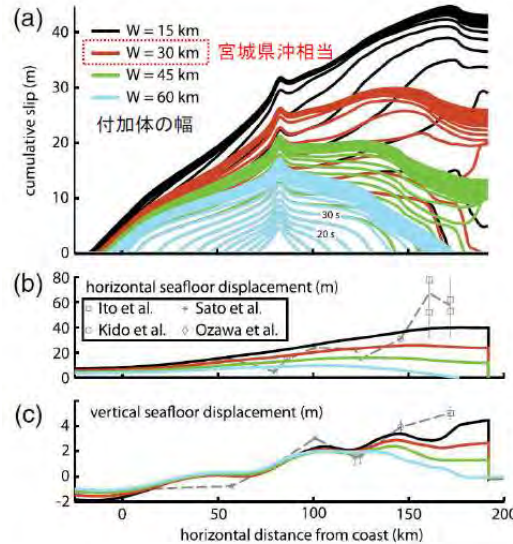 (a)
W = 15 km
W = 30 km 宮城県沖相当
W = 45 km
W = 60 km
付加体の幅
cumulative slip (m)
40
30
20
10
0
30 s
20 s
(b)
horizontal seafloor displacement (m)
80
60
40
20
0
Ito et al. Sato et al.
Kido et al. Ozawa et al.
(c)
vertical seafloor displacement (m)
4
2
0
-2
0 50 100 150 200
horizontal distance from coast (km)